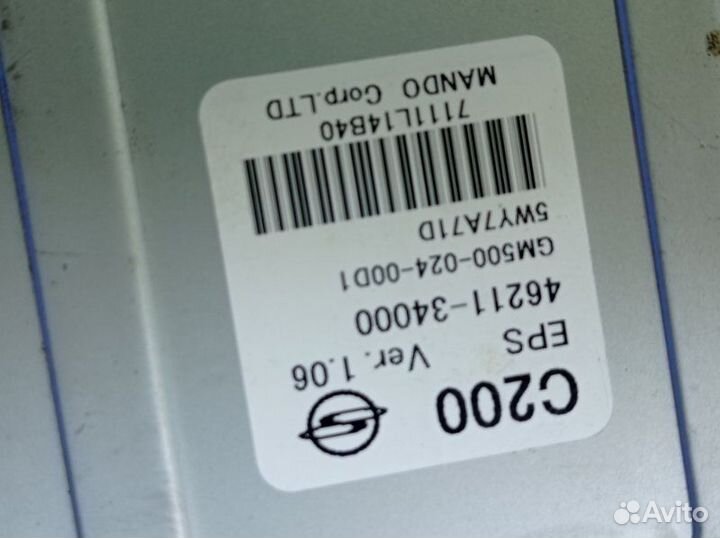 C200
EPS Ver. 1.06
46211-34000
GM500-024-00D1
5WY7A71D
7111L14B40
MANDO Corp.LTD
Avito